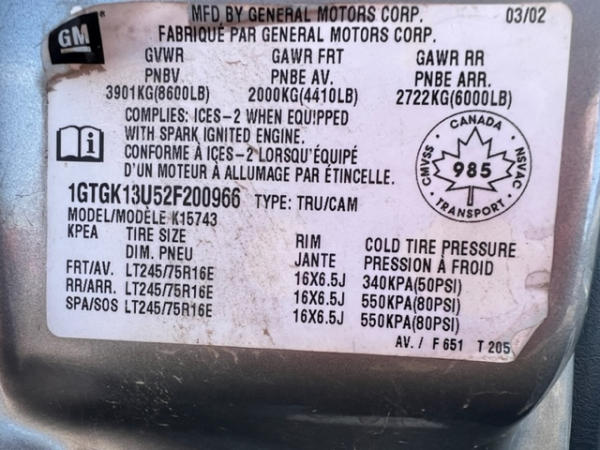 GM
MFD BY GENERAL MOTORS CORP. 03/02
FABRIQUÉ PAR GENERAL MOTORS CORP.
GVWR GAWR FRT GAWR RR
PNBV PNBE AV. PNBE ARR.
3901KG(8600LB) 2000KG(4410LB) 2722KG(6000LB)
COMPLIES: ICES-2 WHEN EQUIPPED
WITH SPARK IGNITED ENGINE.
CONFORME À ICES-2 LORSQU'ÉQUIPÉ
D'UN MOTEUR À ALLUMAGE PAR ÉTINCELLE.
CANADA
CMVSS 985 NSVAC
TRANSPORT
1GTGK13U52F200966 TYPE: TRU/CAM
MODEL/MODÈLE K15743
KPEA TIRE SIZE RIM COLD TIRE PRESSURE
DIM. PNEU JANTE PRESSION À FROID
FRT/AV. LT245/75R16E 16X6.5J 340KPA(50PSI)
RR/ARR. LT245/75R16E 16X6.5J 550KPA(80PSI)
SPA/SOS LT245/75R16E 16X6.5J 550KPA(80PSI)
AV. / F 651 T 205